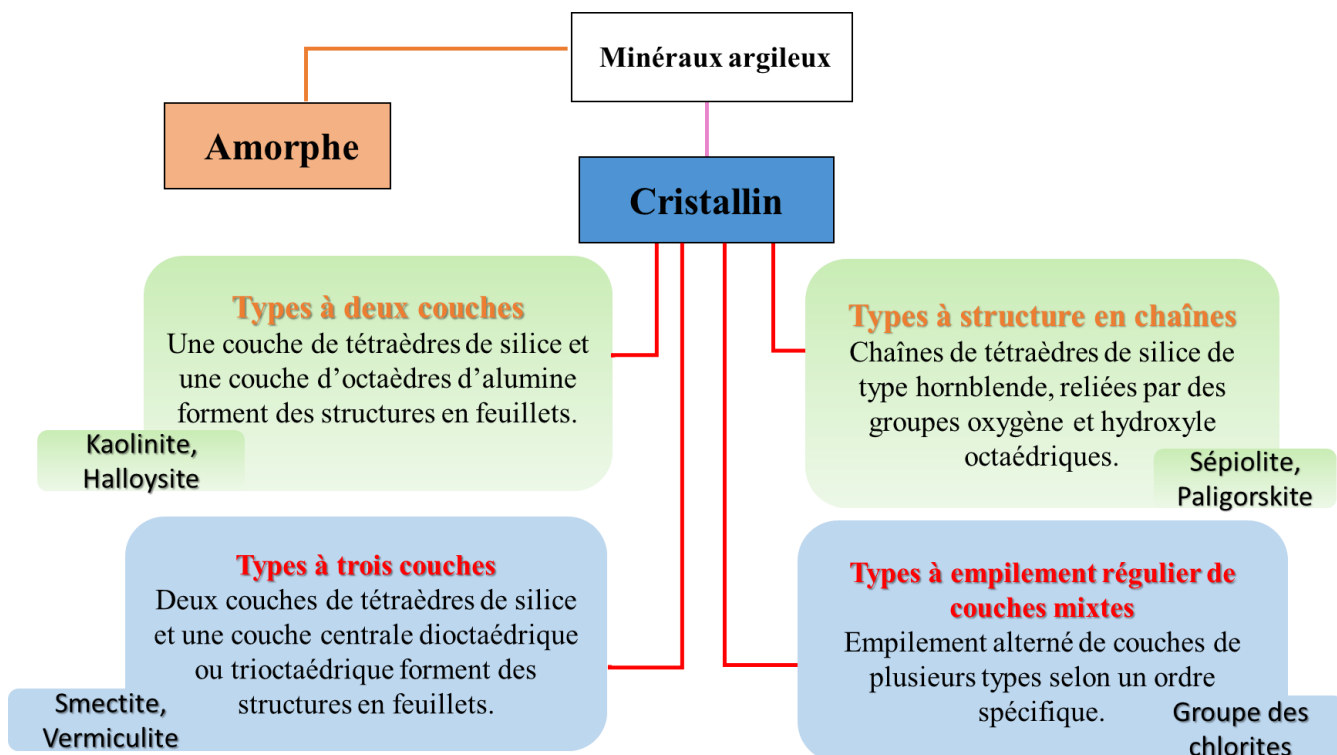 Minéraux argileux
Amorphe
Cristallin
Types à deux couches
Une couche de tétraèdres de silice et
une couche d’octaèdres d’alumine
forment des structures en feuillets.
Kaolinite,
Halloysite
Types à structure en chaînes
Chaînes de tétraèdres de silice de
type hornblende, reliées par des
groupes oxygène et hydroxyle
octaédriques.
Sépiolite,
Paligorskite
Types à trois couches
Deux couches de tétraèdres de silice
et une couche centrale dioctaédrique
ou trioctaédrique forment des
structures en feuillets.
Smectite,
Vermiculite
Types à empilement régulier de
couches mixtes
Empilement alterné de couches de
plusieurs types selon un ordre
spécifique.
Groupe des
chlorites